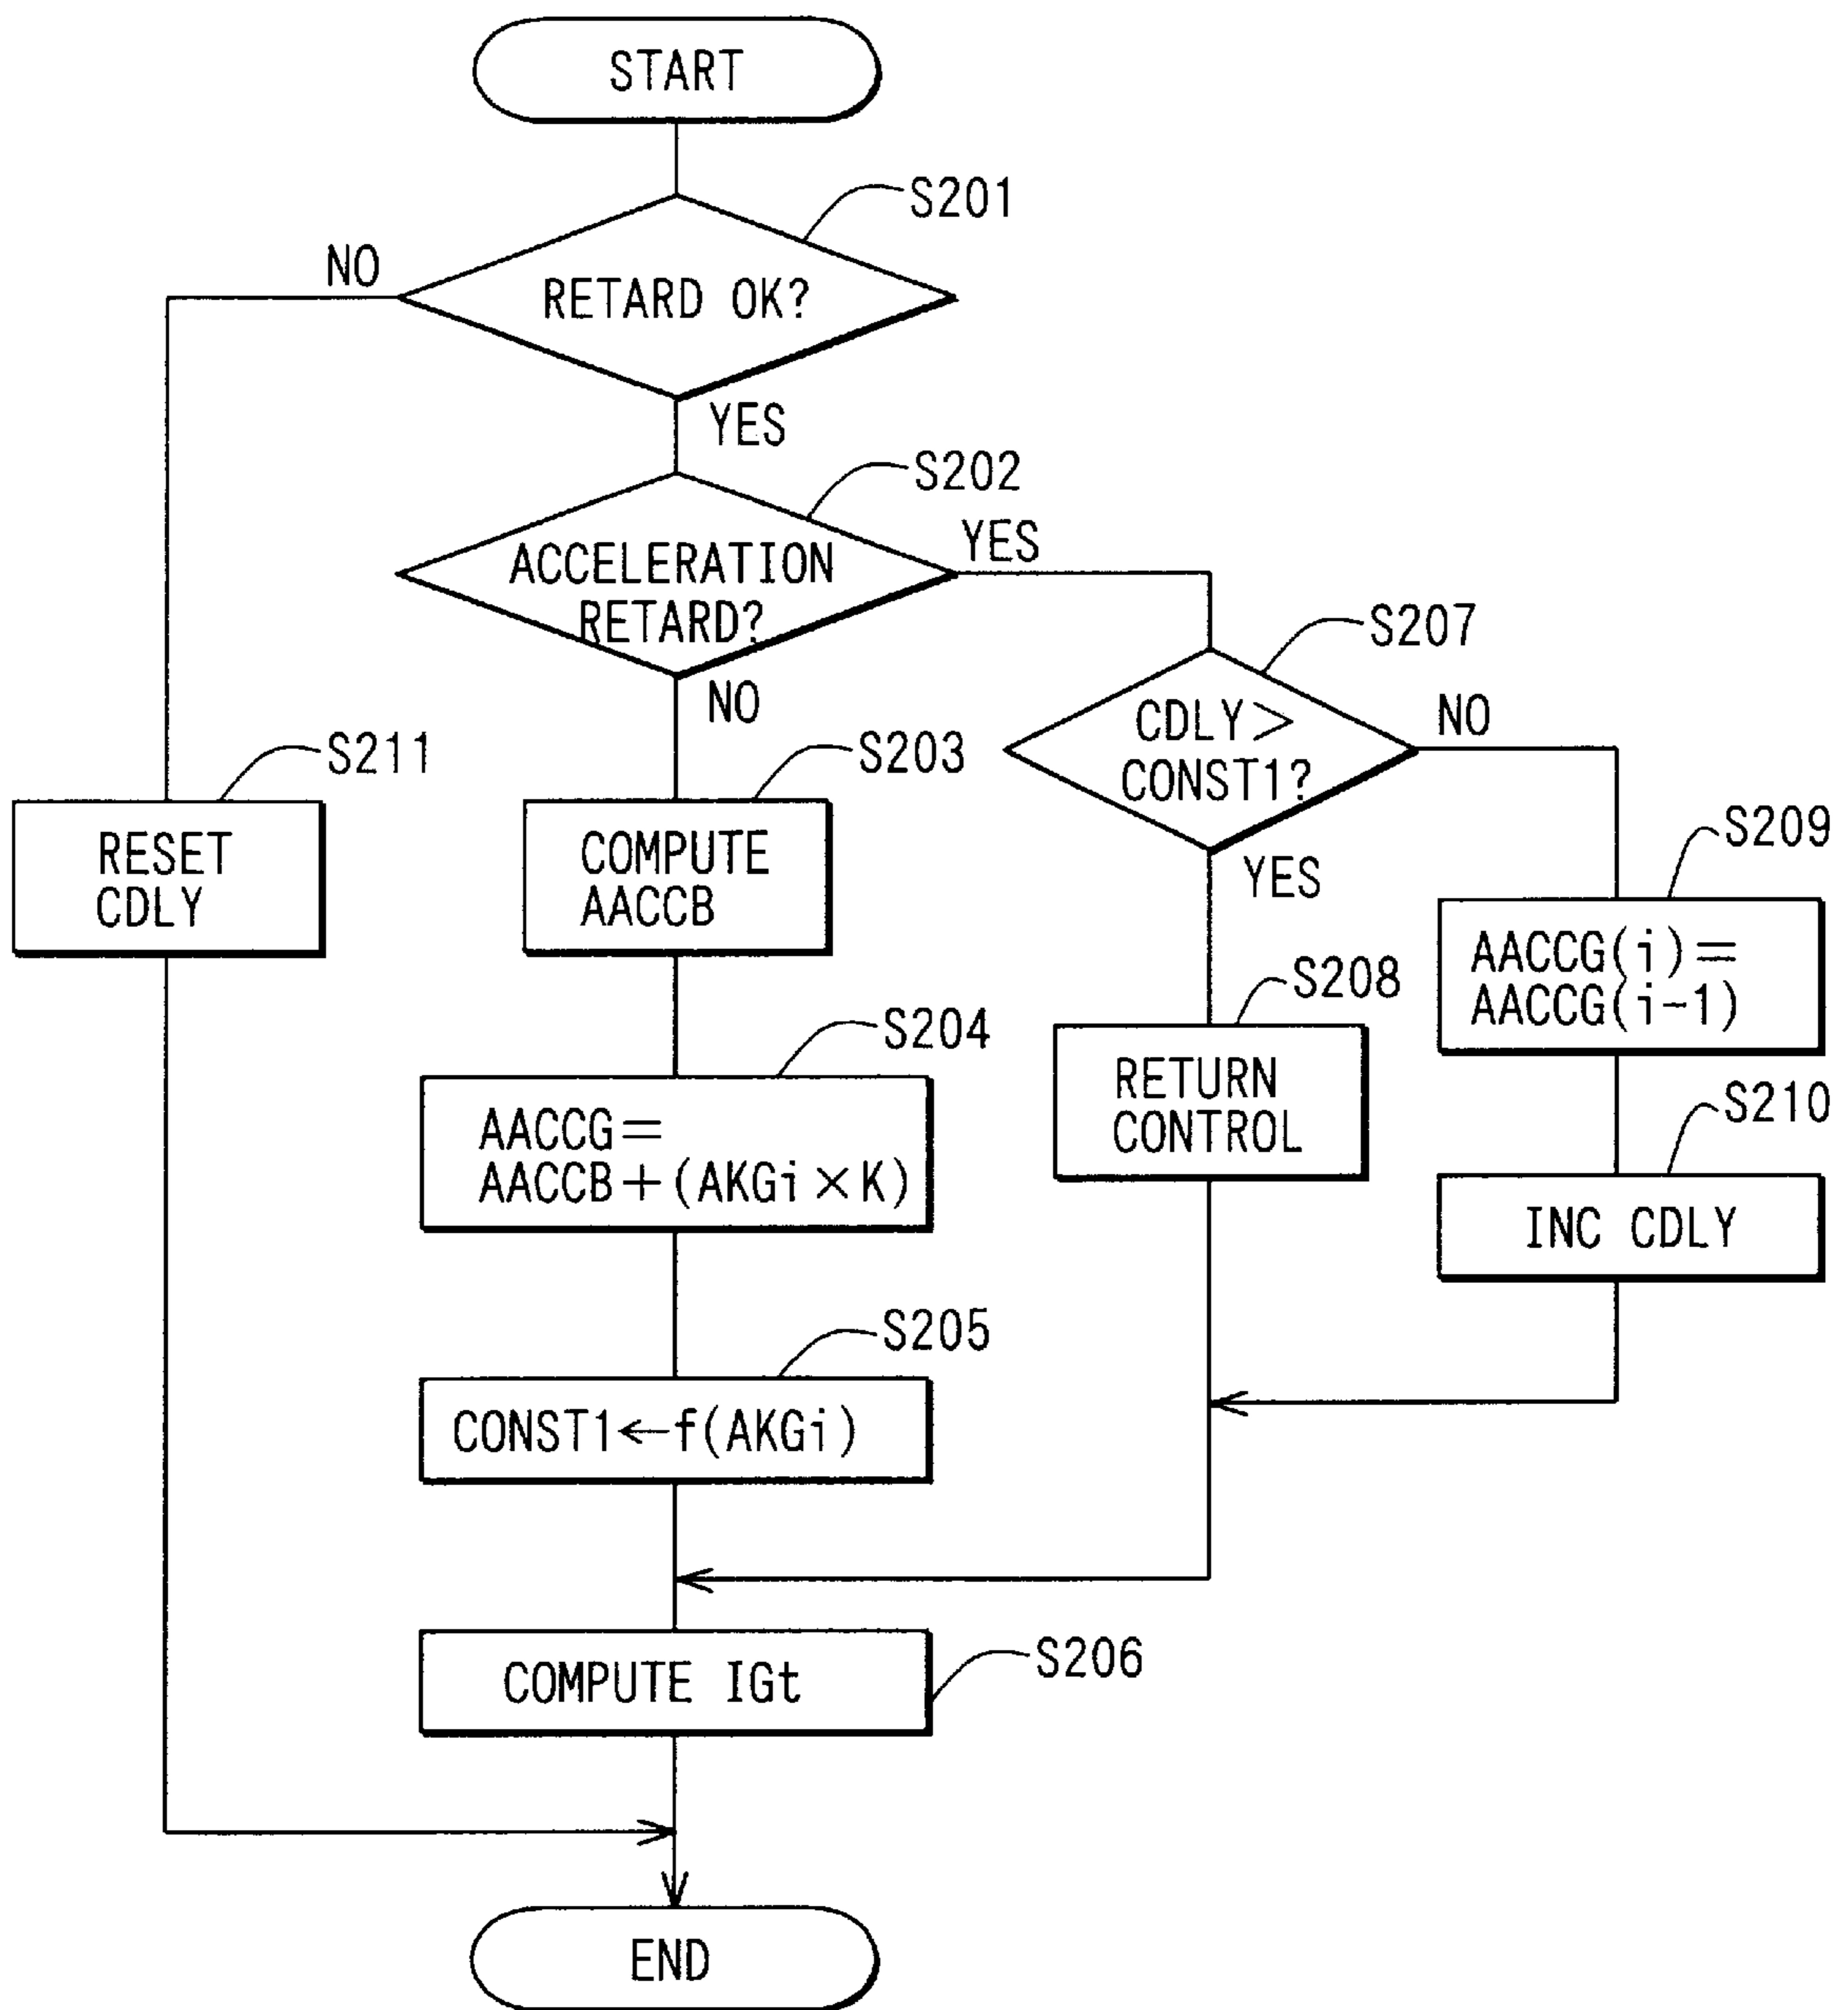 START
S201
NO
RETARD OK?
YES
S202
YES
ACCELERATION
RETARD?
S207
NO
CDLY>
CONST1?
NO
S211
S203
S209
RESET
CDLY
COMPUTE
AACCB
YES
AACCG(i)=
AACCG(i-1)
S208
S204
RETURN
CONTROL
S210
AACCG=
AACCB+(AKGi×K)
INC CDLY
S205
CONST1←f(AKGi)
S206
COMPUTE IGt
END